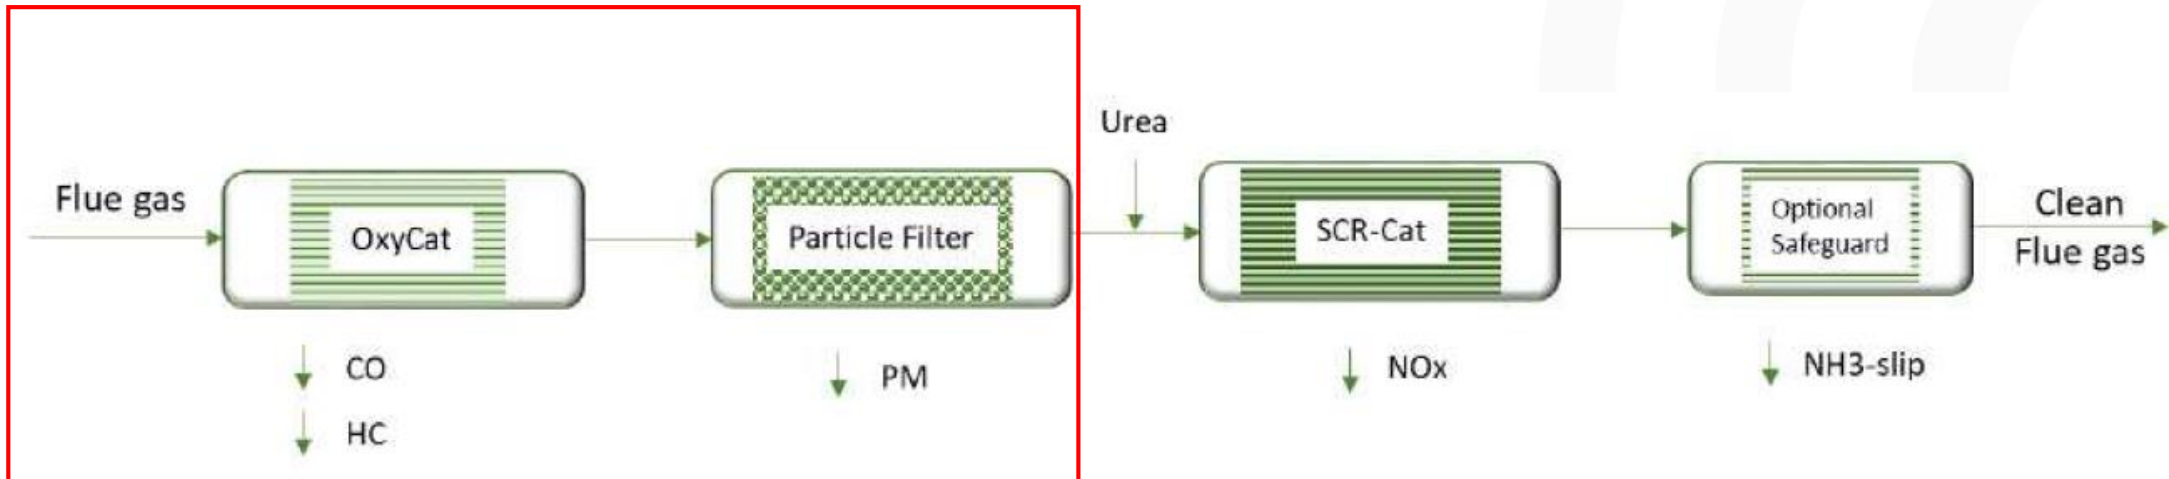 Urea
Flue gas
OxyCat
Particle Filter
SCR-Cat
Optional
Safeguard
Clean
Flue gas
CO
HC
PM
NOx
NH3-slip